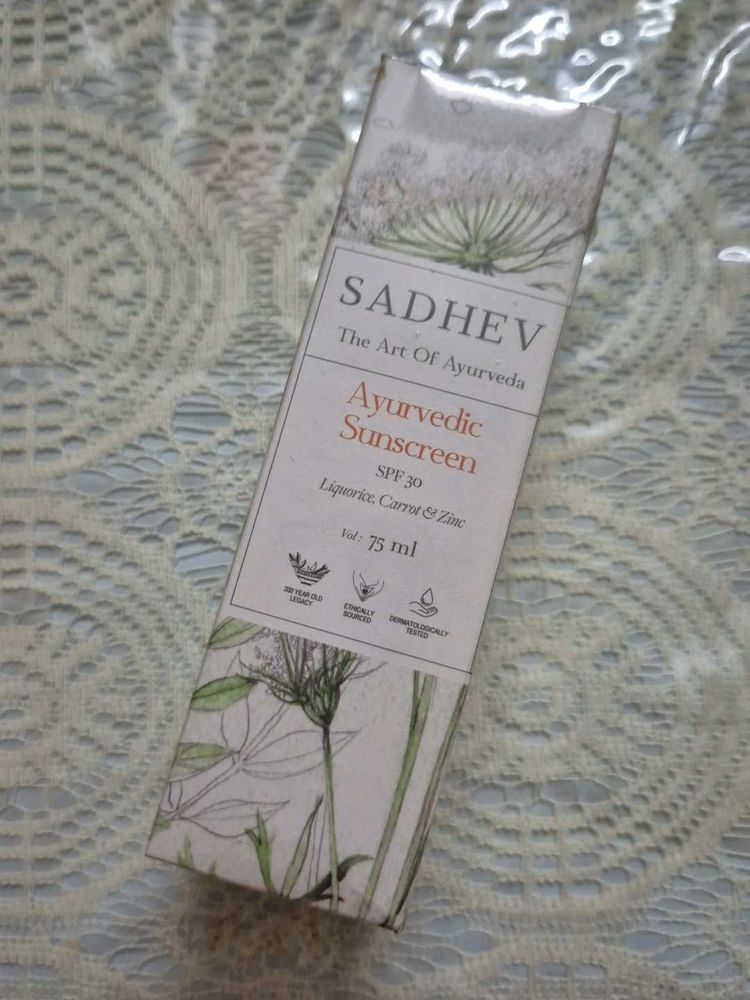 SADHEV
The Art Of Ayurveda
Ayurvedic
Sunscreen
SPF 30
Liquorice, Carrot & Zinc
Vol : 75 ml
200 YEAR OLD
LEGACY
ETHICALLY
SOURCED
DERMATOLOGICALLY
TESTED